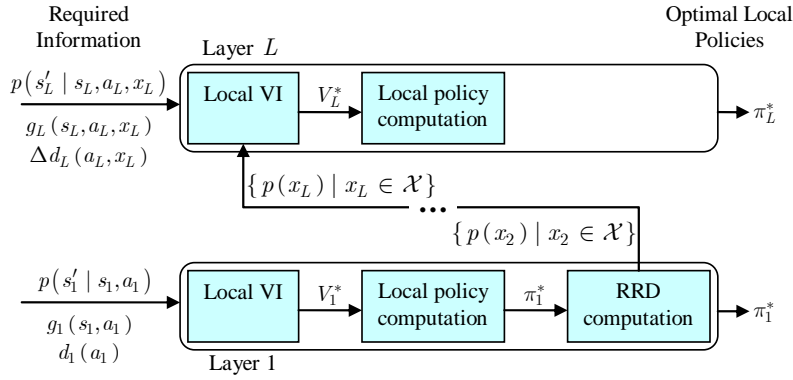 Required Information
Optimal Local Policies
Layer L
p(s′_L | s_L, a_L, x_L)
g_L(s_L, a_L, x_L)
Δd_L(a_L, x_L)
Local VI
V*_L
Local policy computation
π*_L
{p(x_L) | x_L ∈ 𝒳}
...
{p(x_2) | x_2 ∈ 𝒳}
p(s′_1 | s_1, a_1)
g_1(s_1, a_1)
d_1(a_1)
Local VI
V*_1
Local policy computation
π*_1
RRD computation
π*_1
Layer 1